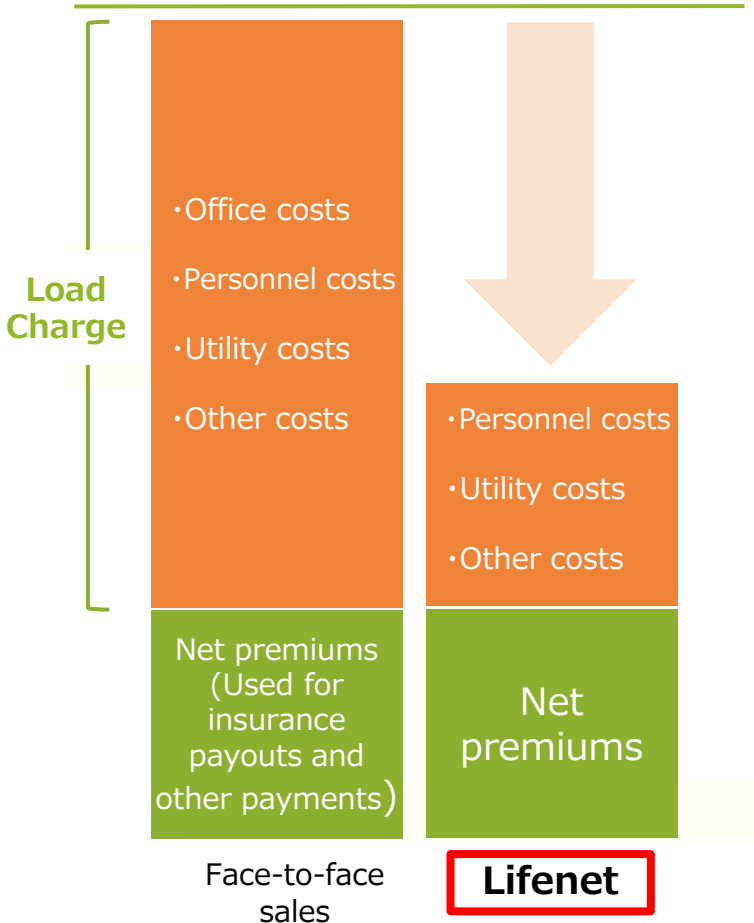 Load
Charge
・Office costs
・Personnel costs
・Utility costs
・Other costs
Net premiums
(Used for
insurance
payouts and
other payments)
Face-to-face
sales
・Personnel costs
・Utility costs
・Other costs
Net
premiums
Lifenet